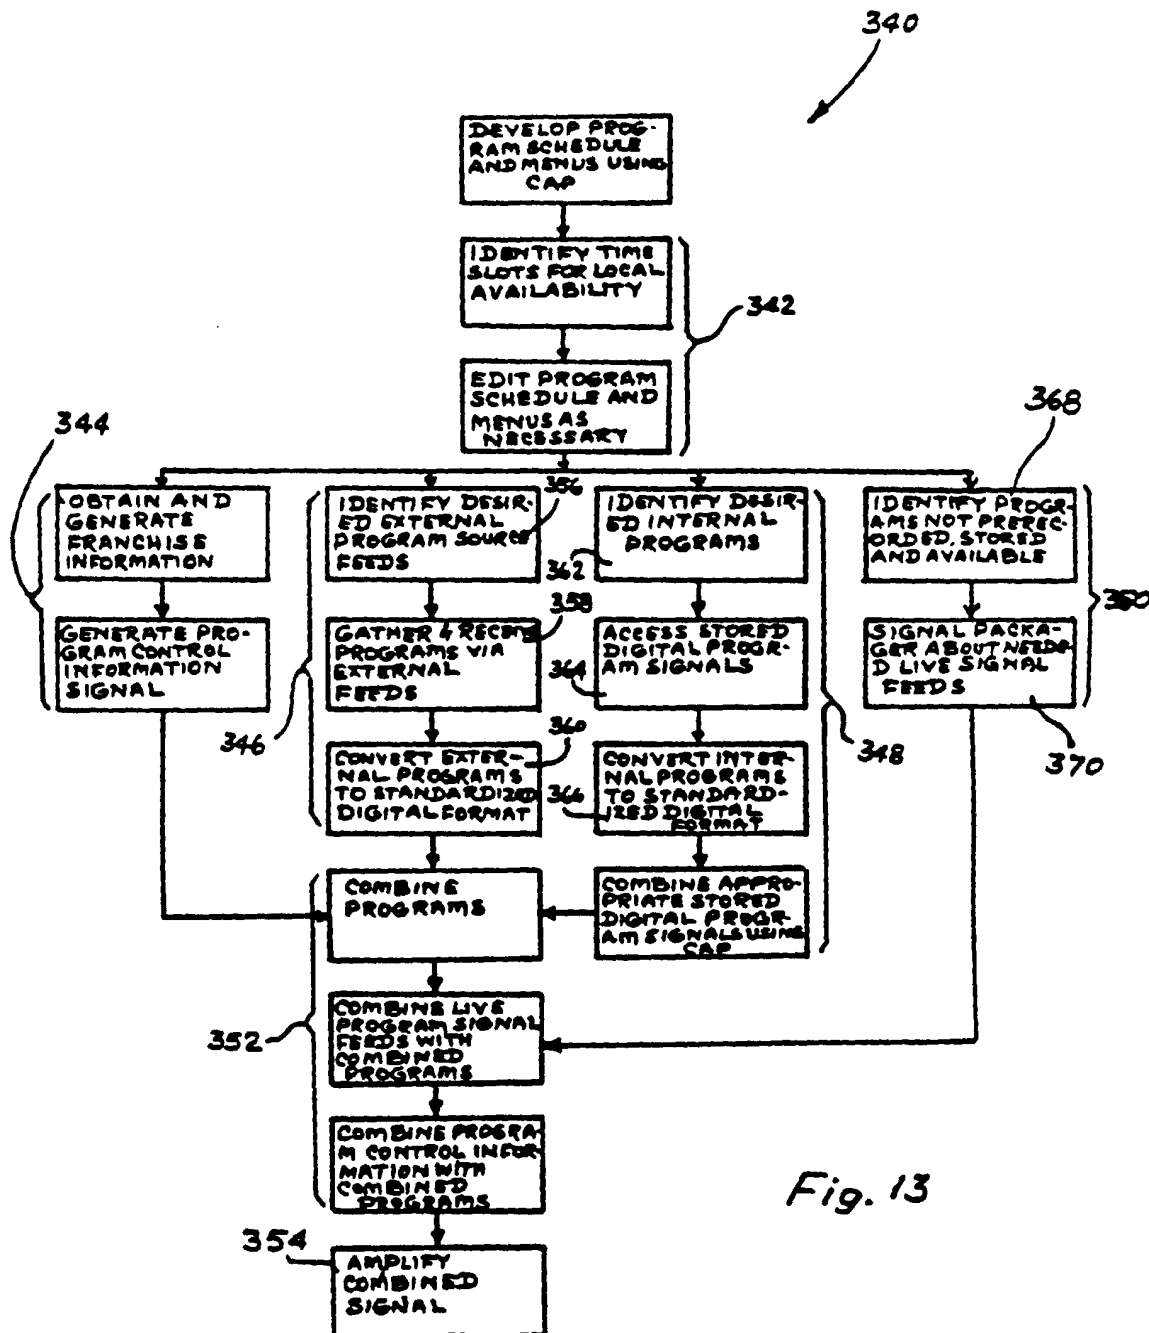 340
DEVELOP PROG-
RAM SCHEDULE
AND MENUS USING
CAP
IDENTIFY TIME
SLOTS FOR LOCAL
AVAILABILITY
342
EDIT PROGRAM
SCHEDULE AND
MENUS AS
NECESSARY
344
OBTAIN AND
GENERATE
FRANCHISE
INFORMATION
GENERATE PRO-
GRAM CONTROL
INFORMATION
SIGNAL
356
IDENTIFY DESIR-
ED EXTERNAL
PROGRAM SOURCE
FEEDS
358
GATHER & RECEIVE
PROGRAMS VIA
EXTERNAL
FEEDS
346
360
CONVERT EXTER-
NAL PROGRAMS
TO STANDARDIZED
DIGITAL FORMAT
IDENTIFY DESI-
RED INTERNAL
PROGRAMS
362
ACCESS STORED
DIGITAL PROGR-
AM SIGNALS
364
348
CONVERT INTER-
NAL PROGRAMS
TO STANDARD-
IZED DIGITAL
FORMAT
366
COMBINE APPRO-
PRIATE STORED
DIGITAL PROGR-
AM SIGNALS USING
CAP
368
IDENTIFY PROGR-
AMS NOT PREREC-
ORDED, STORED
AND AVAILABLE
350
SIGNAL PACKA-
GER ABOUT NEED-
D LIVE SIGNAL
FEEDS
370
COMBINE
PROGRAMS
352
COMBINE LIVE
PROGRAM SIGNAL
FEEDS WITH
COMBINED
PROGRAMS
COMBINE PROGRA-
M CONTROL INFOR-
MATION WITH
COMBINED
PROGRAMS
354
AMPLIFY
COMBINED
SIGNAL
Fig. 13